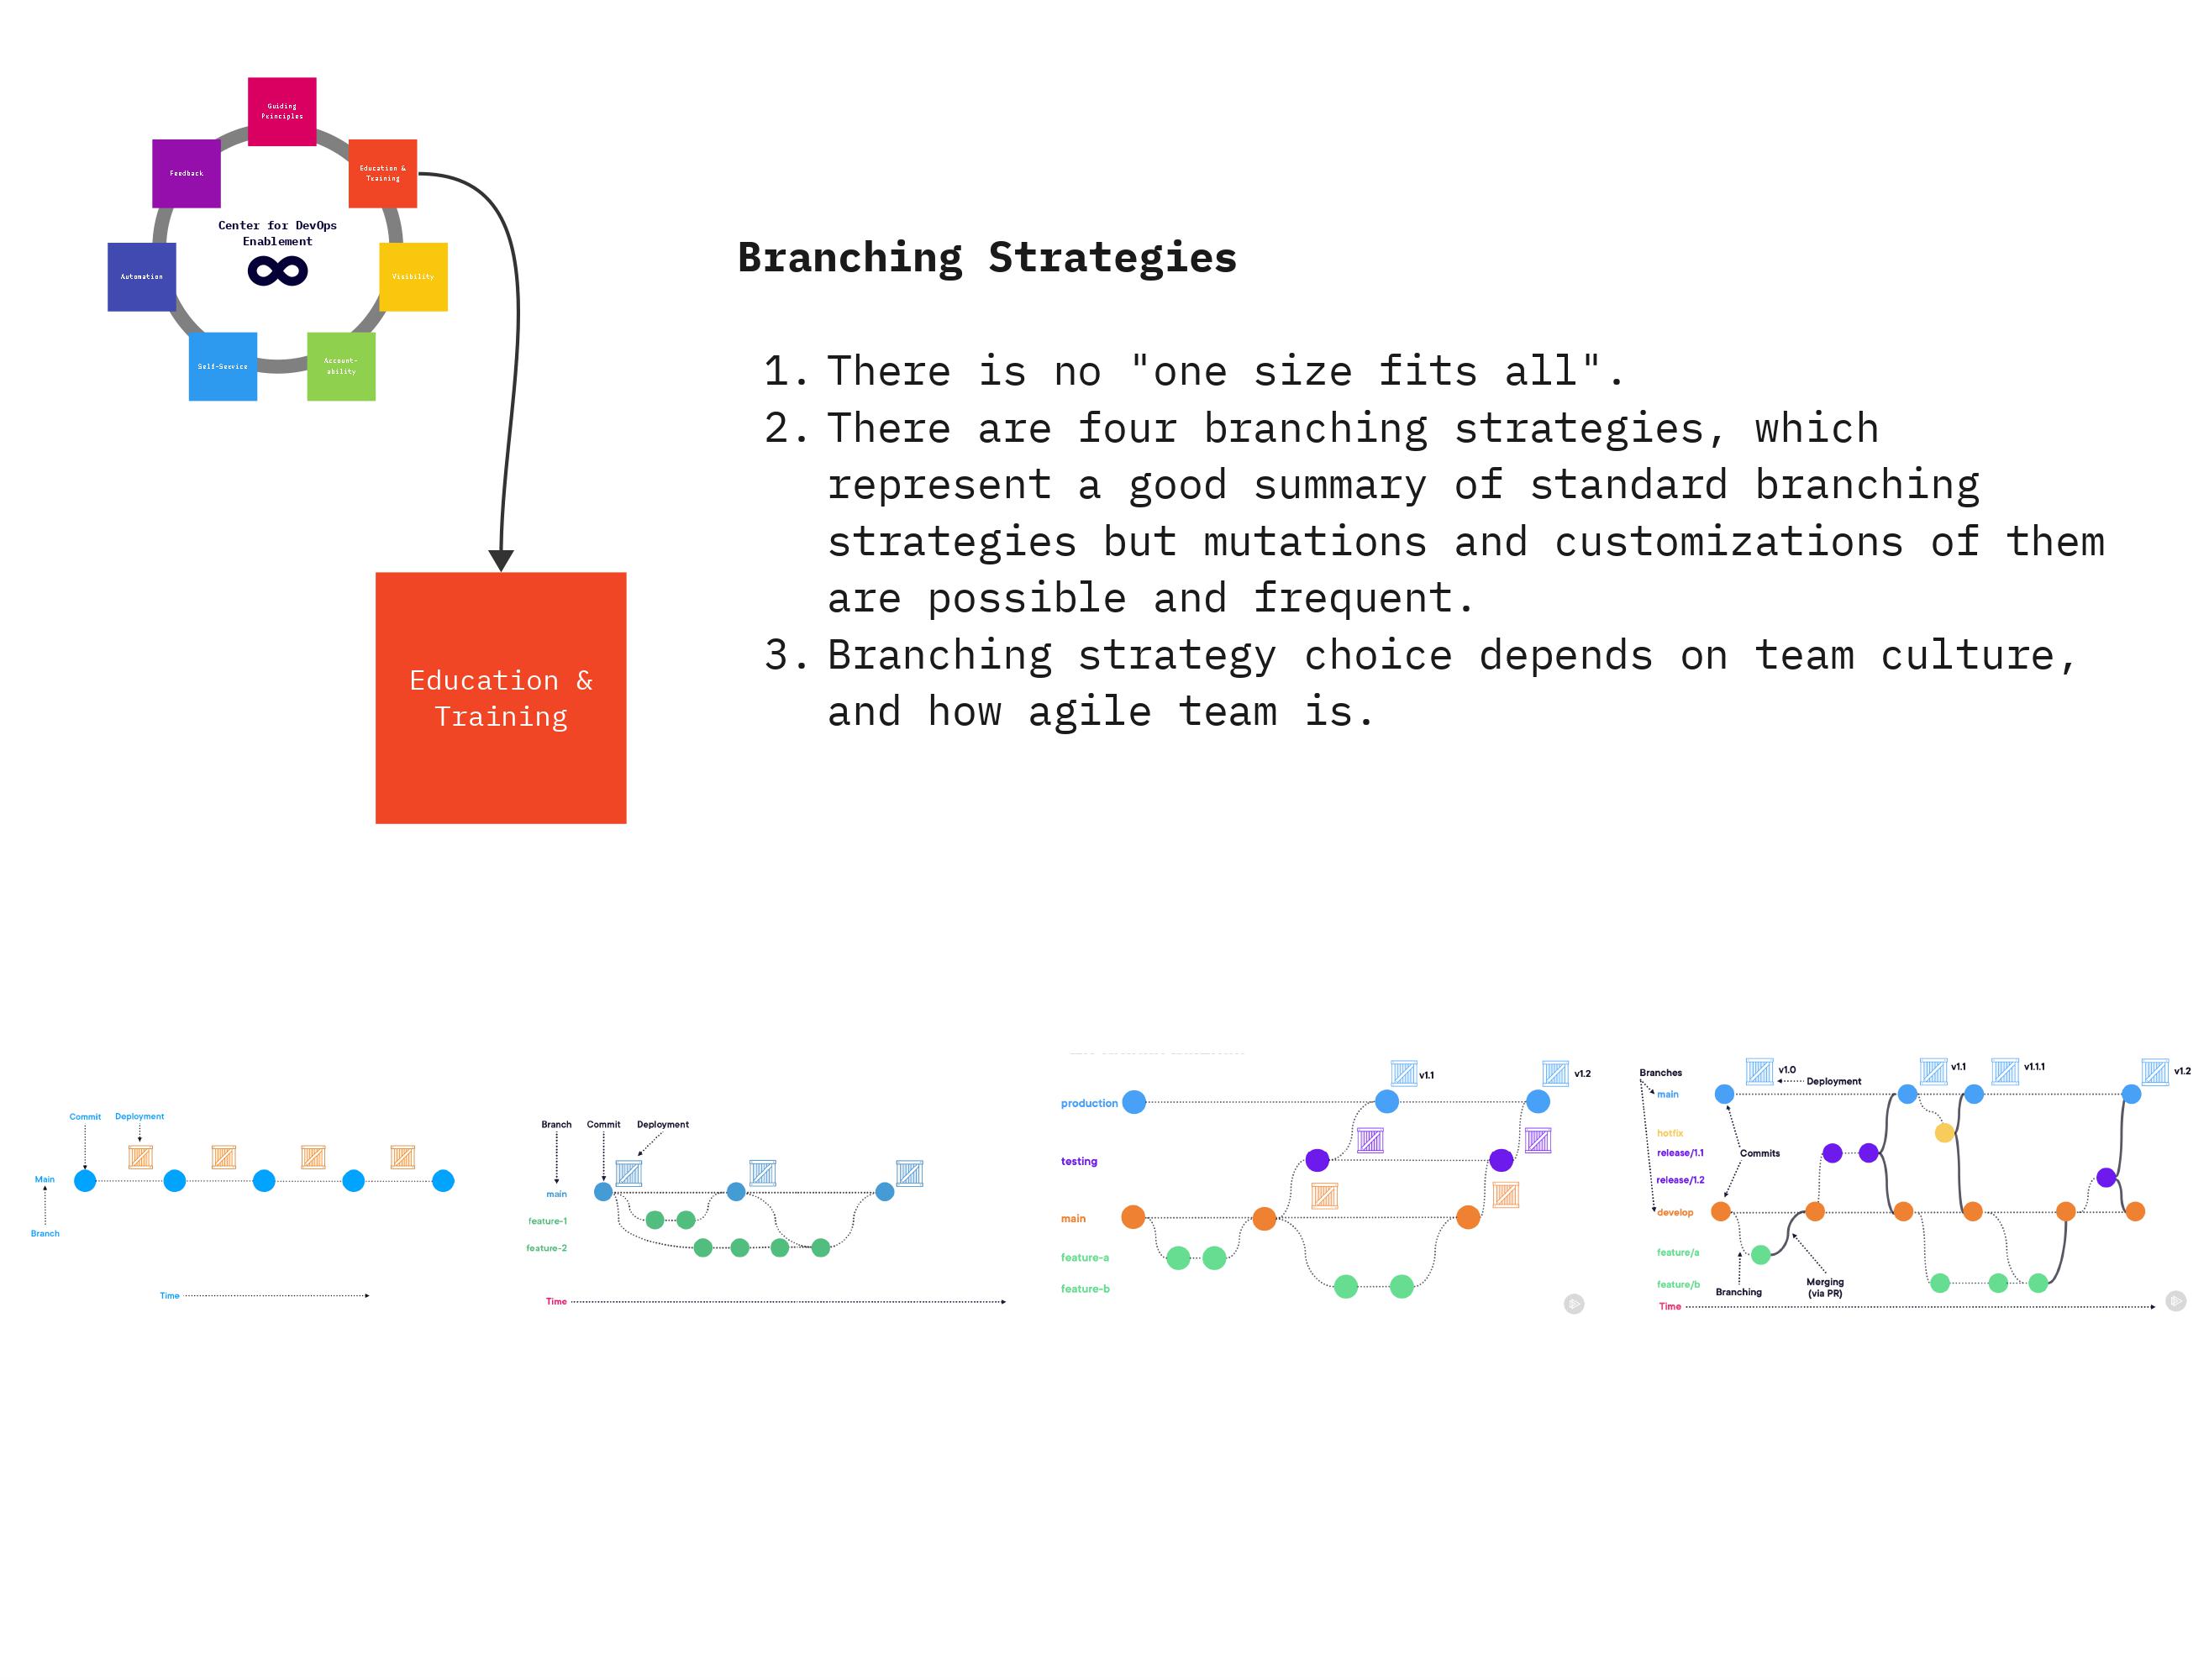 Guiding
Principles
Education &
Training
Feedback
Center for DevOps
Enablement
Automation
Visibility
Self-Service
Account-
ability
Education &
Training
Branching Strategies
1. There is no "one size fits all".
2. There are four branching strategies, which
represent a good summary of standard branching
strategies but mutations and customizations of them
are possible and frequent.
3. Branching strategy choice depends on team culture,
and how agile team is.
Commit
Deployment
Main
Branch
Time
Branch
Commit
Deployment
main
feature-1
feature-2
Time
v1.1
v1.2
production
testing
main
feature-a
feature-b
Branches
v1.0
Deployment
v1.1
v1.1.1
v1.2
main
hotfix
release/1.1
Commits
release/1.2
develop
feature/a
feature/b
Branching
Merging
(via PR)
Time